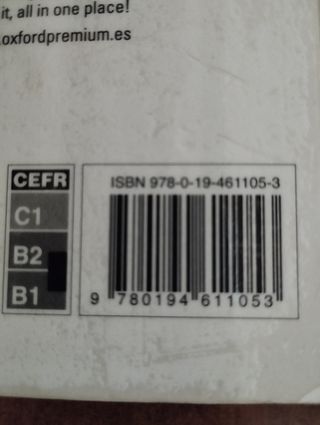 it, all in one place!
oxfordpremium.es
CEFR
C1
B2
B1
ISBN 978-0-19-461105-3
9 780194 611053